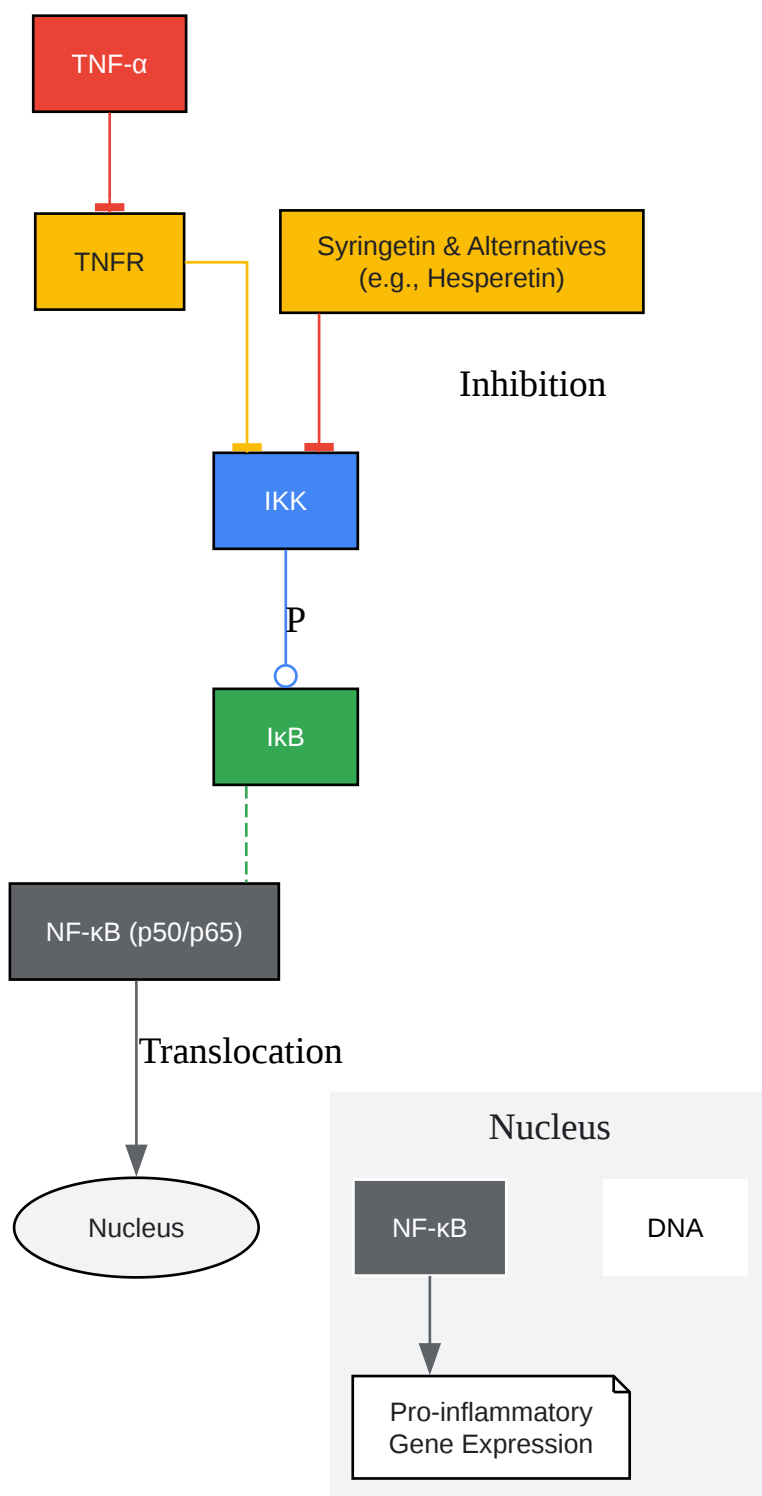 TNF-α
TNFR
Syringetin & Alternatives
(e.g., Hesperetin)
Inhibition
IKK
P
IκB
NF-κB (p50/p65)
Translocation
Nucleus
Nucleus
NF-κB
DNA
Pro-inflammatory
Gene Expression